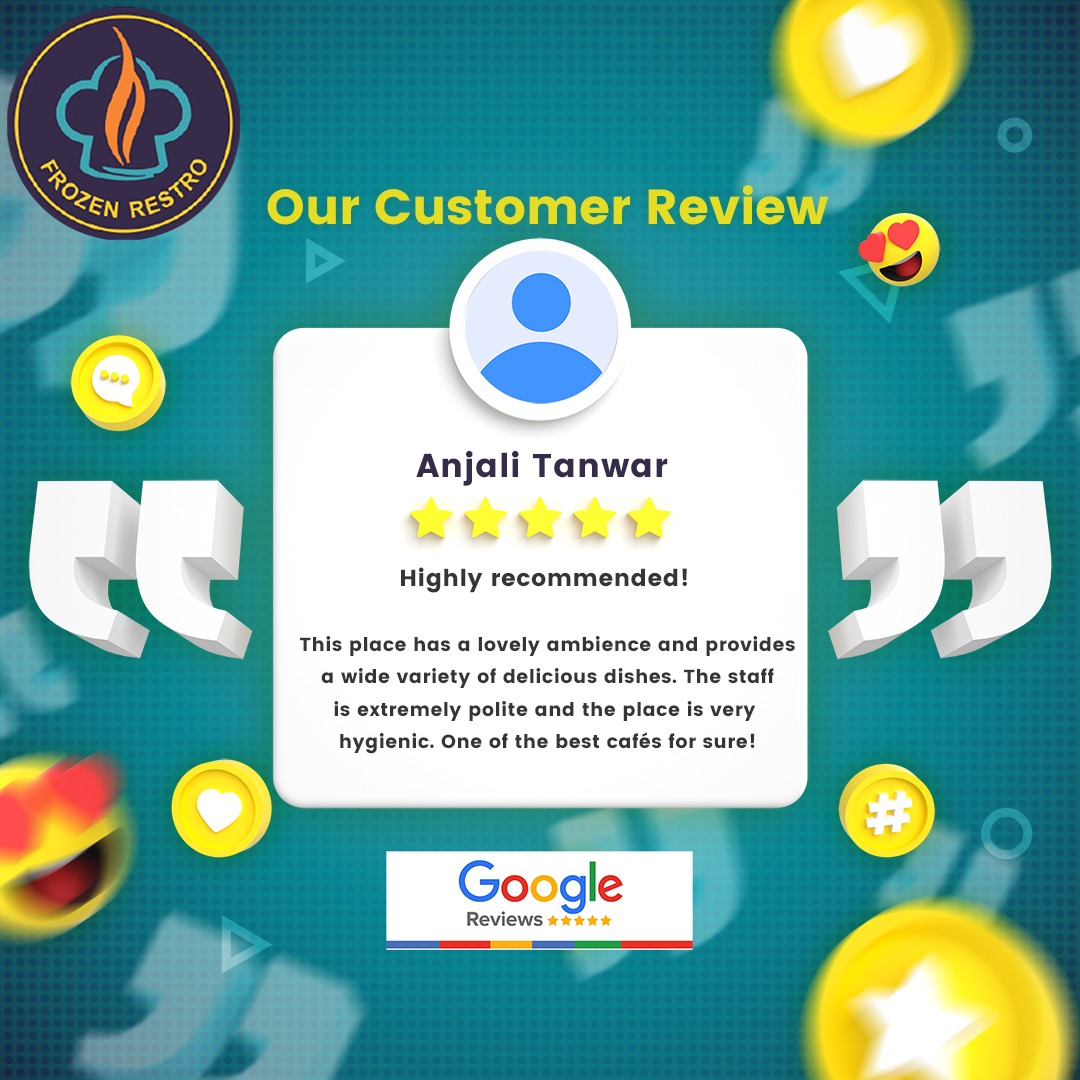 FROZEN RESTRO
Our Customer Review
Anjali Tanwar
Highly recommended!
This place has a lovely ambience and provides
a wide variety of delicious dishes. The staff
is extremely polite and the place is very
hygienic. One of the best cafés for sure!
#
Google
Reviews